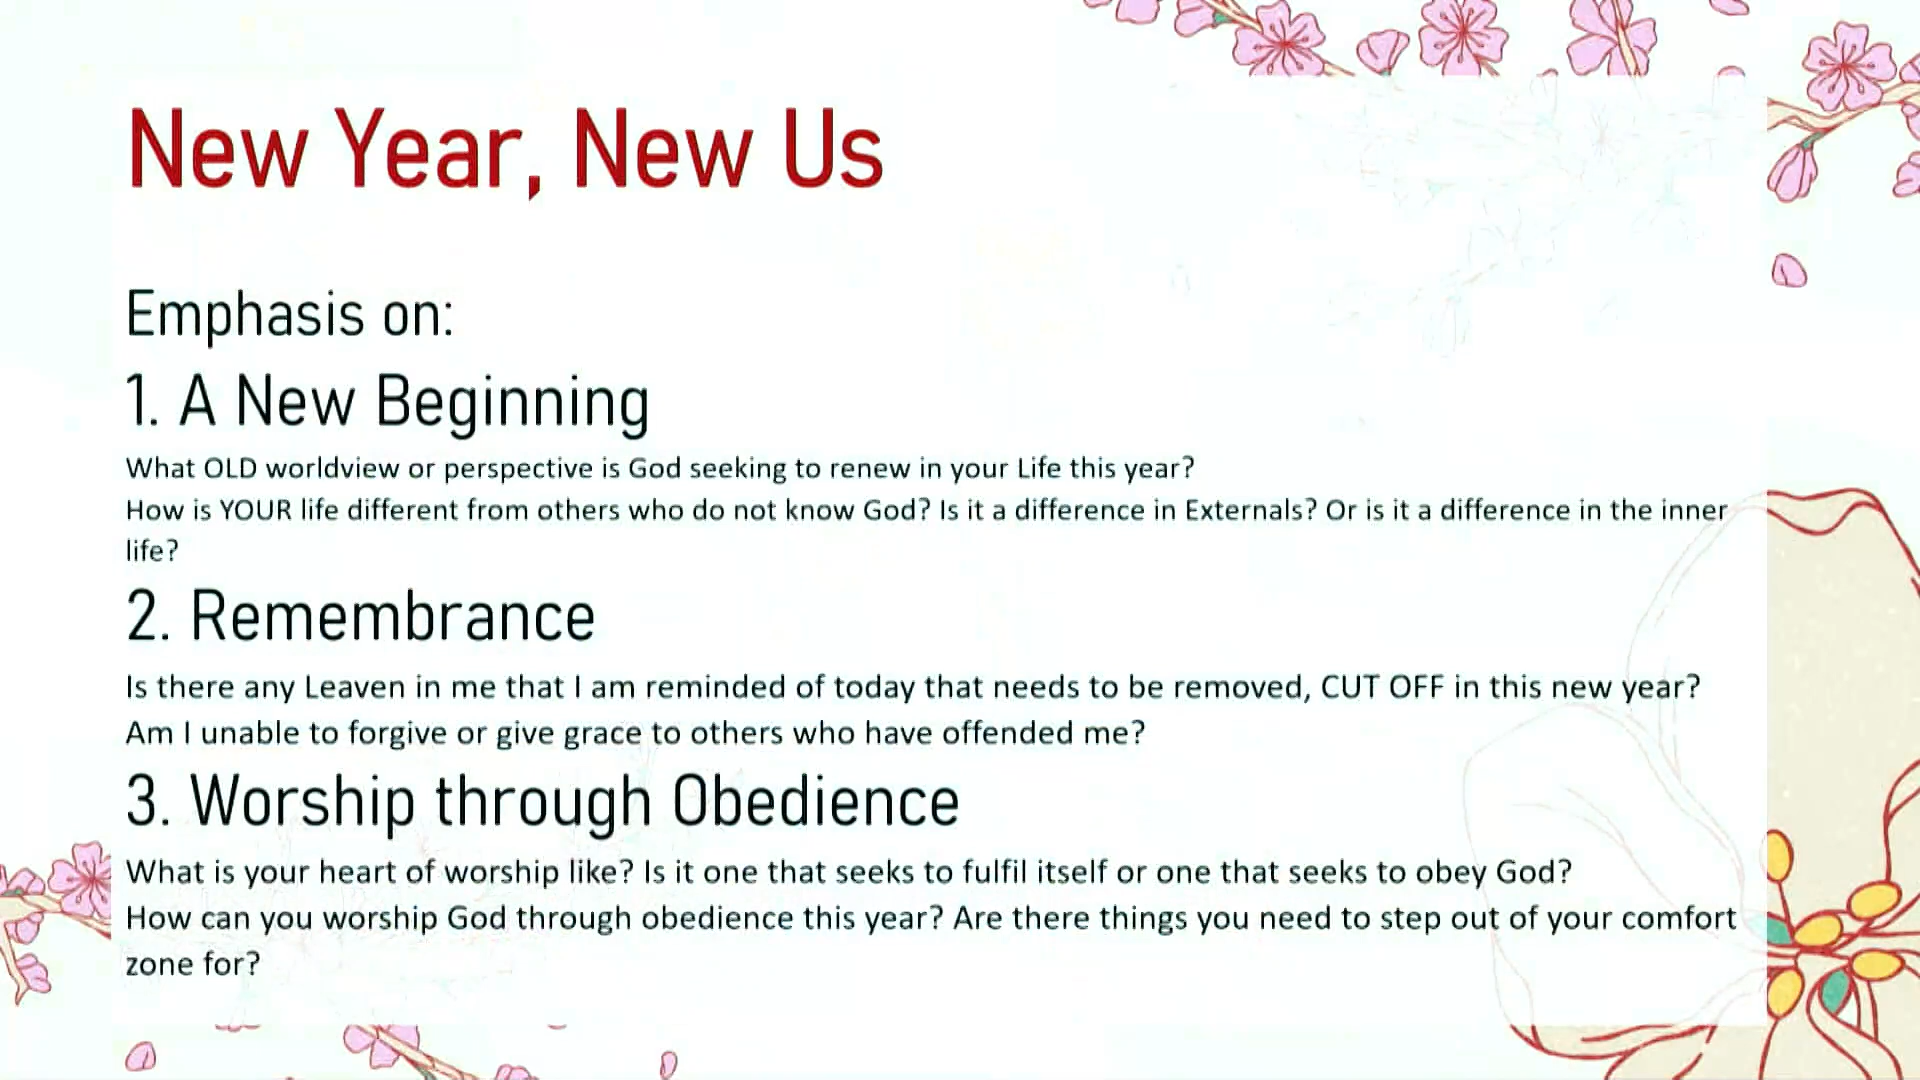 New Year, New Us
Emphasis on:
1. A New Beginning
What OLD worldview or perspective is God seeking to renew in your Life this year?
How is YOUR life different from others who do not know God? Is it a difference in Externals? Or is it a difference in the inner
life?
2. Remembrance
Is there any Leaven in me that I am reminded of today that needs to be removed, CUT OFF in this new year?
Am I unable to forgive or give grace to others who have offended me?
3. Worship through Obedience
What is your heart of worship like? Is it one that seeks to fulfil itself or one that seeks to obey God?
How can you worship God through obedience this year? Are there things you need to step out of your comfort
zone for?